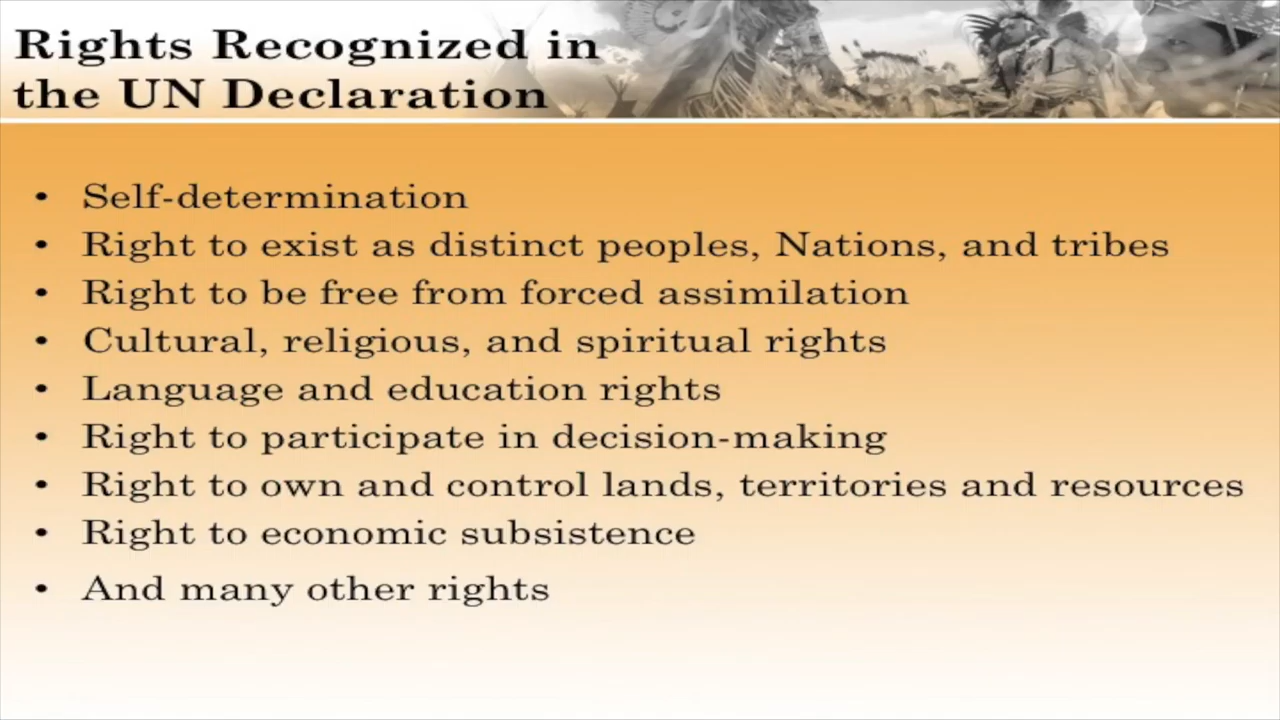 Rights Recognized in
the UN Declaration
• Self-determination
• Right to exist as distinct peoples, Nations, and tribes
• Right to be free from forced assimilation
• Cultural, religious, and spiritual rights
• Language and education rights
• Right to participate in decision-making
• Right to own and control lands, territories and resources
• Right to economic subsistence
• And many other rights